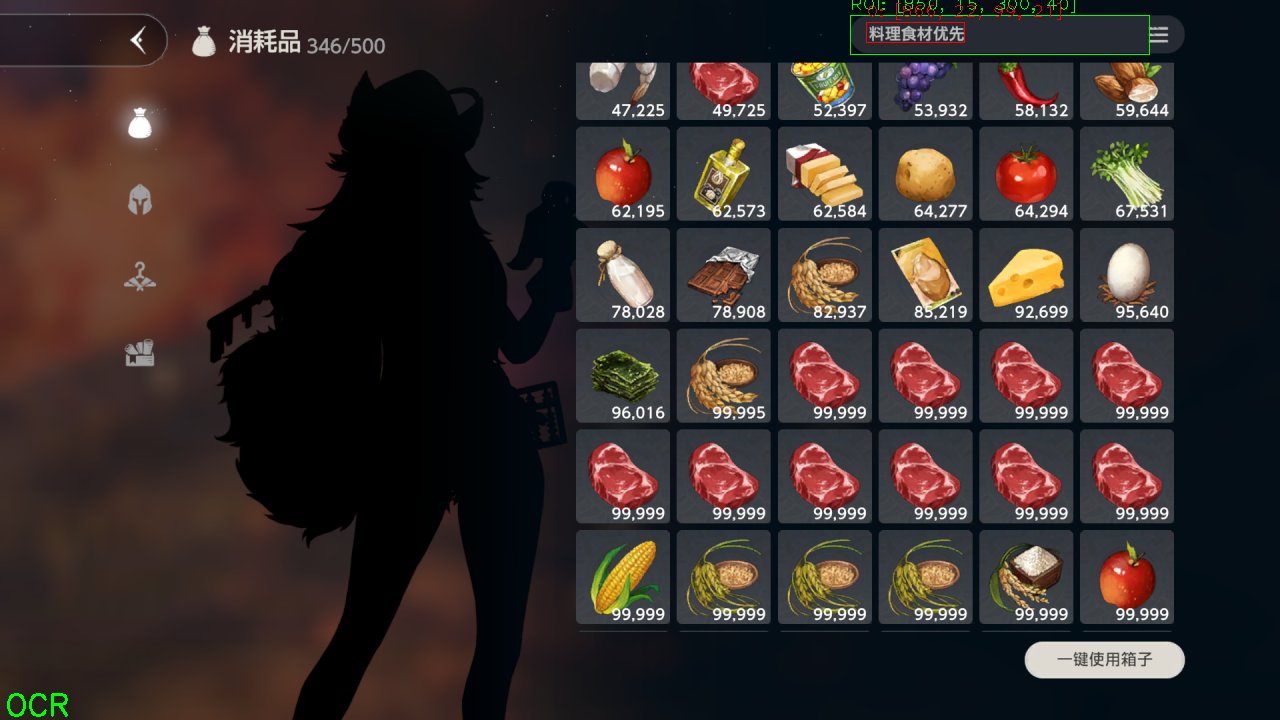 消耗品 346/500
ROI: [850, 15, 300, 40]
料理食材优先
47,225 49,725 52,397 53,932 58,132 59,644
62,195 62,573 62,584 64,277 64,294 67,531
78,028 78,908 82,937 85,219 92,699 95,640
96,016 99,995 99,999 99,999 99,999 99,999
99,999 99,999 99,999 99,999 99,999 99,999
99,999 99,999 99,999 99,999 99,999 99,999
一键使用箱子
OCR